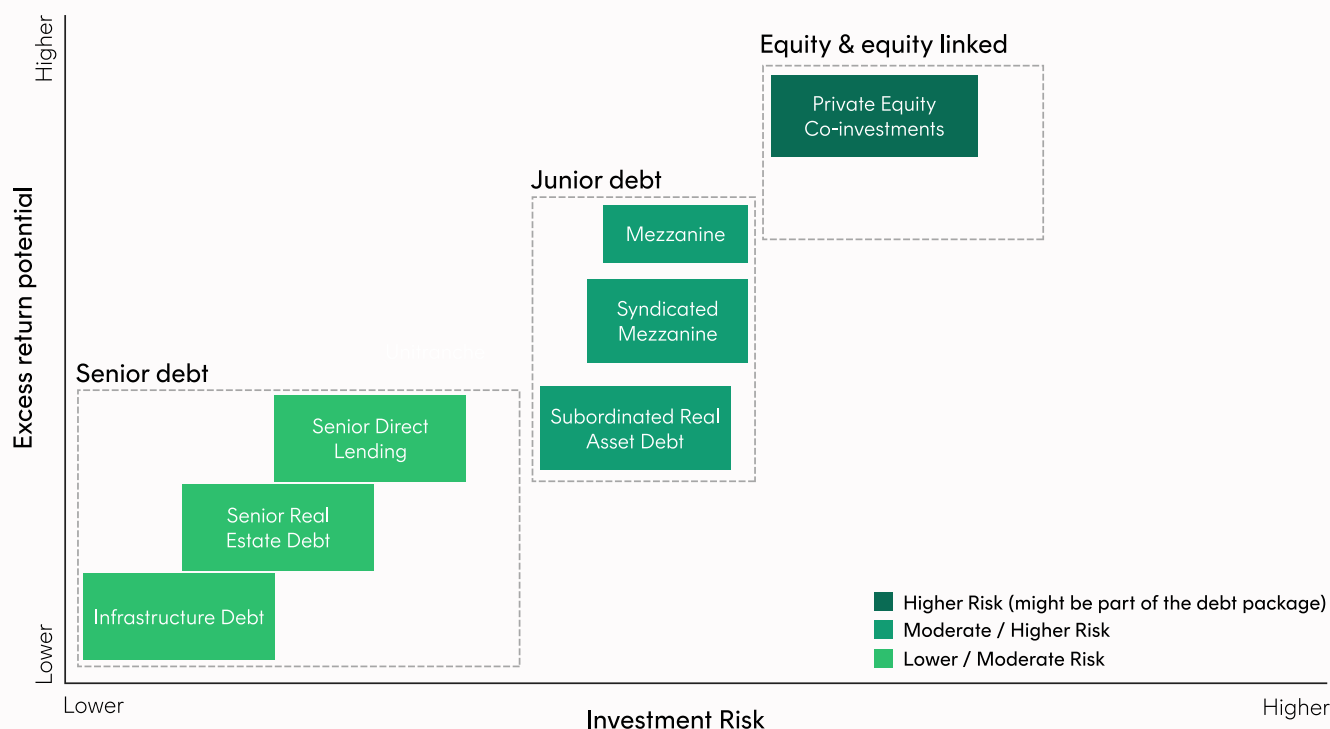 Higher
Equity & equity linked
Private Equity
Co-investments
Junior debt
Mezzanine
Syndicated
Mezzanine
Excess return potential
Senior debt
Senior Direct
Lending
Subordinated Real
Asset Debt
Senior Real
Estate Debt
Infrastructure Debt
Higher Risk (might be part of the debt package)
Moderate / Higher Risk
Lower / Moderate Risk
Lower
Lower
Investment Risk
Higher